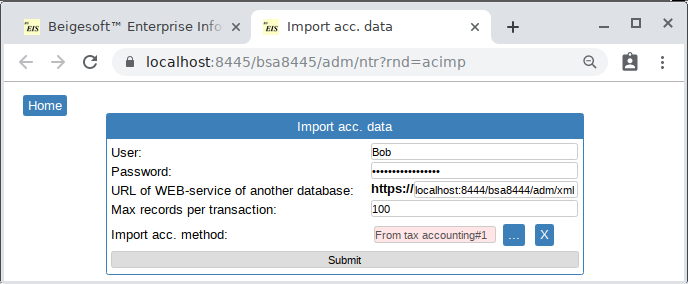 Beigesoft™ Enterprise Info
Import acc. data
localhost:8445/bsa8445/adm/ntr?rnd=acimp
Home
Import acc. data
User: Bob
Password: •••••••••••••••••
URL of WEB-service of another database: https://localhost:8444/bsa8444/adm/xml
Max records per transaction: 100
Import acc. method: From tax accounting#1 ... X
Submit